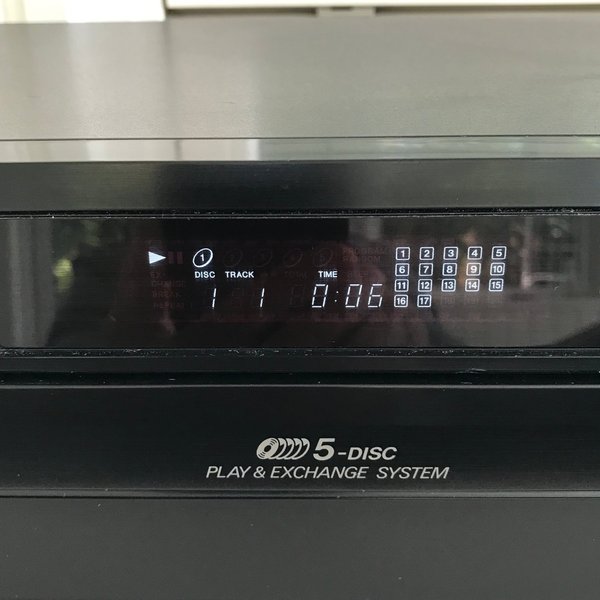 1
DISC TRACK TIME
1 1 0:06
1 2 3 4 5
6 7 8 9 10
11 12 13 14 15
16 17
5-DISC
PLAY & EXCHANGE SYSTEM